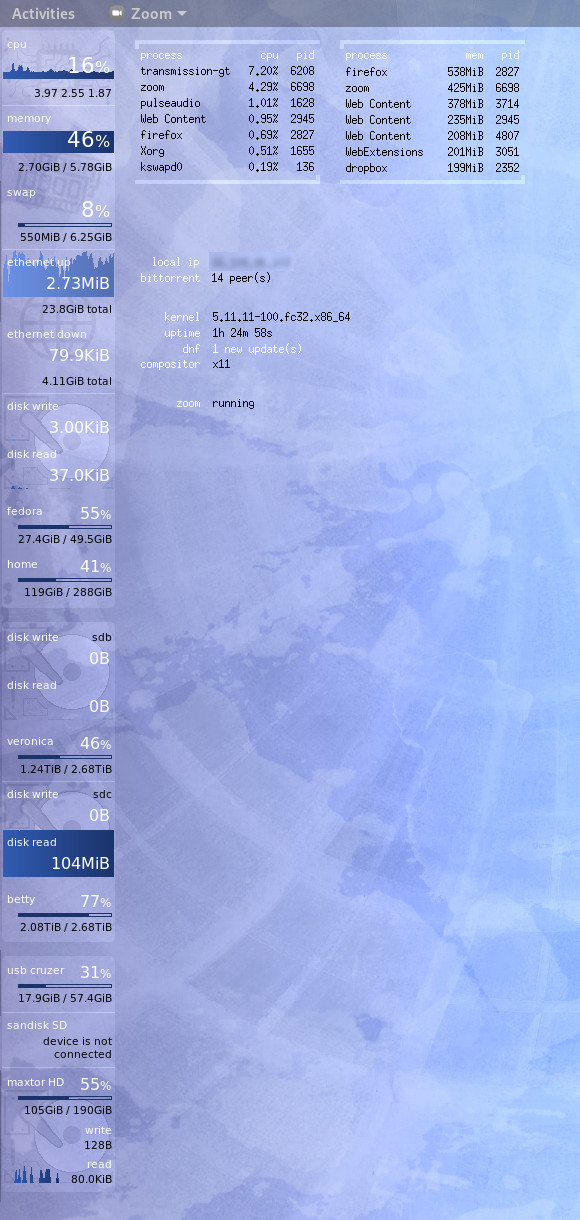 Activities Zoom
cpu
16%
3.97 2.55 1.87
memory
46%
2.70GiB / 5.78GiB
swap
8%
550MiB / 6.25GiB
ethernet up
2.73MiB
23.8GiB total
ethernet down
79.9KiB
4.11GiB total
disk write
3.00KiB
disk read
37.0KiB
fedora 55%
27.4GiB / 49.5GiB
home 41%
119GiB / 288GiB
disk write sdb
0B
disk read
0B
veronica 46%
1.24TiB / 2.68TiB
disk write sdc
0B
disk read
104MiB
betty 77%
2.08TiB / 2.68TiB
usb cruzer 31%
17.9GiB / 57.4GiB
sandisk SD
device is not
connected
maxtor HD 55%
105GiB / 190GiB
write
128B
read
80.0KiB
process cpu pid
transmission-gt 7.20% 6208
zoom 4.29% 6698
pulseaudio 1.01% 1628
Web Content 0.95% 2945
firefox 0.69% 2827
Xorg 0.51% 1655
kswapd0 0.19% 136
process mem pid
firefox 538MiB 2827
zoom 425MiB 6698
Web Content 378MiB 3714
Web Content 235MiB 2945
Web Content 208MiB 4807
WebExtensions 201MiB 3051
dropbox 199MiB 2352
local ip
bittorrent 14 peer(s)
kernel 5.11.11-100.fc32.x86_64
uptime 1h 24m 58s
dnf 1 new update(s)
compositor x11
zoom running